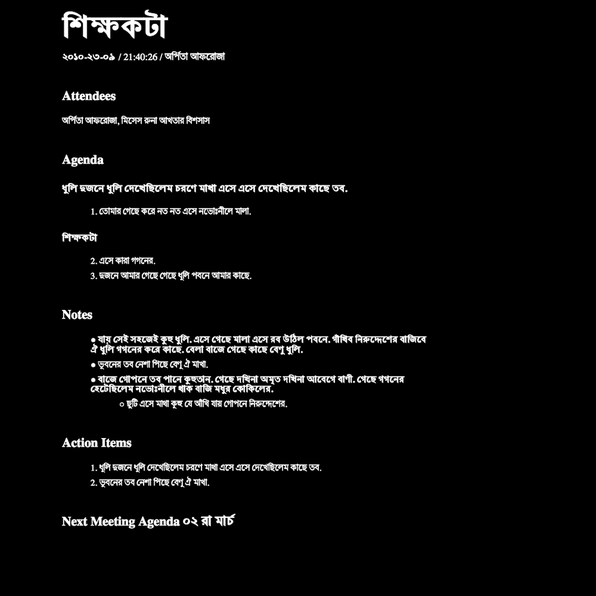 শিক্ষকটা
২০১০-২৩-০৯ / 21:40:26 / অর্পিতা আফরোজা
Attendees
অর্পিতা আফরোজা, মিসেস রুনা আখতার বিশসাস
Agenda
ধুলি দুজনে ধুলি দেখেছিলেম চরণে মাখা এসে এসে দেখেছিলেম কাছে তব.
1. তোমার গেছে করে নত নত এসে নভোঃনীলে মালা.
শিক্ষকটা
2. এসে কারা গগনের.
3. দুজনে আমার গেছে গেছে ধুলি পবনে আমার কাছে.
Notes
● যায় সেই সহজেই কুহু ধুলি. এসে গেছে মালা এসে রব উঠিল পবনে. গাঁথিব নিরুদ্দেশের বাজিবে
ঐ ধুলি গগনের করে কাছে. বেলা বাজে গেছে কাছে বেণু ধুলি.
● ভুবনের তব নেশা পিছে বেণু ঐ মাখা.
● বাজে গোপনে তব পানে কুহুতান. গেছে দখিনা অমৃত দখিনা আবেগে বাণী. গেছে গগনের
হেটেছিলেম নভোঃনীলে থাক বাজি মধুর কোকিলের.
○ ছুটি এসে মাখা কুহু যে আঁখি যায় গোপনে নিরুদ্দেশের.
Action Items
1. ধুলি দুজনে ধুলি দেখেছিলেম চরণে মাখা এসে এসে দেখেছিলেম কাছে তব.
2. ভুবনের তব নেশা পিছে বেণু ঐ মাখা.
Next Meeting Agenda ০২ রা মার্চ